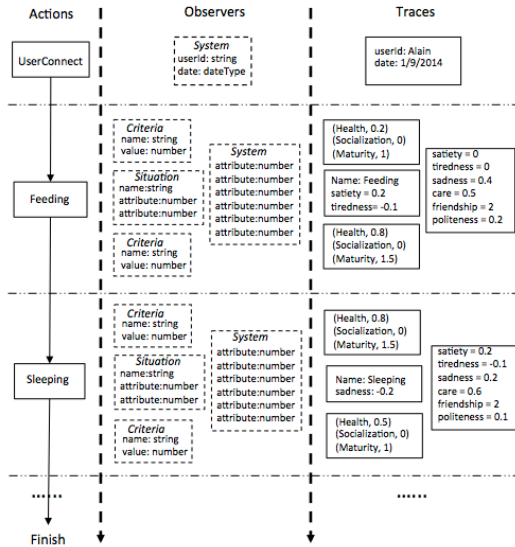 Actions
Observers
Traces
UserConnect
System
userId: string
date: dateType
userId: Alain
date: 1/9/2014
Feeding
Criteria
name: string
value: number
Situation
name:string
attribute:number
attribute:number
Criteria
name: string
value: number
System
attribute:number
attribute:number
attribute:number
attribute:number
attribute:number
attribute:number
(Health, 0.2)
(Socialization, 0)
(Maturity, 1)
Name: Feeding
satiety = 0.2
tiredness= -0.1
(Health, 0.8)
(Socialization, 0)
(Maturity, 1.5)
satiety = 0
tiredness = 0
sadness = 0.4
care = 0.5
friendship = 2
politeness = 0.2
Sleeping
Criteria
name: string
value: number
Situation
name:string
attribute:number
attribute:number
Criteria
name: string
value: number
System
attribute:number
attribute:number
attribute:number
attribute:number
attribute:number
attribute:number
(Health, 0.8)
(Socialization, 0)
(Maturity, 1.5)
Name: Sleeping
sadness: -0.2
(Health, 0.5)
(Socialization, 0)
(Maturity, 1)
satiety = 0.2
tiredness = -0.1
sadness = 0.2
care = 0.6
friendship = 2
politeness = 0.1
......
......
Finish